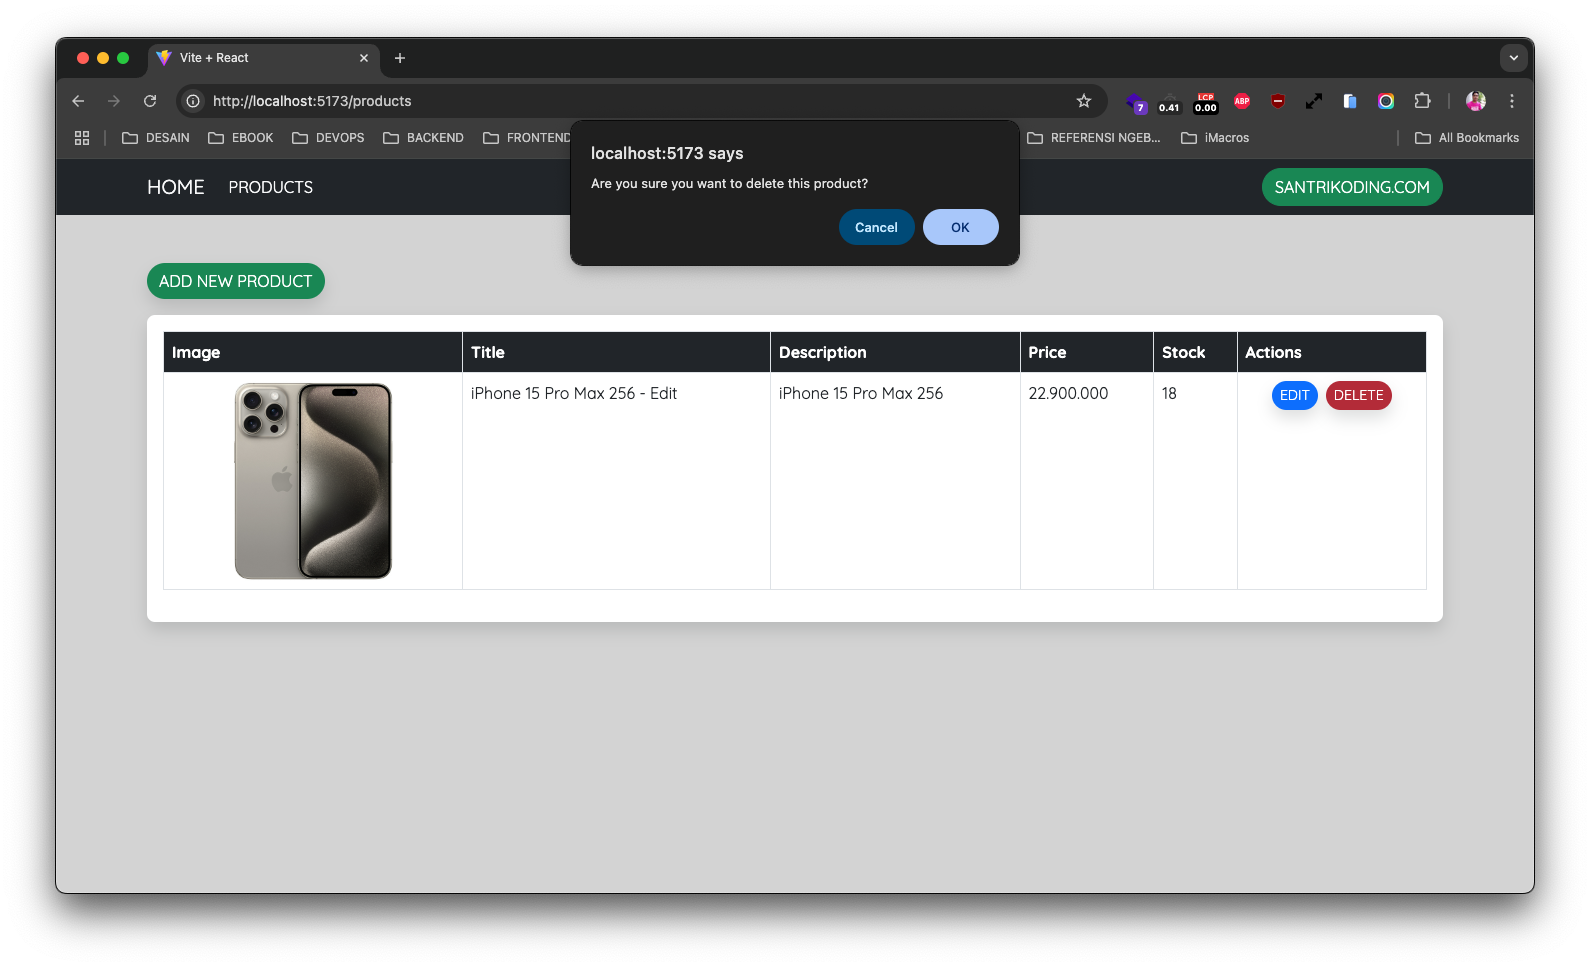 Vite + React
http://localhost:5173/products
7
0.41
LCP
0.00
ABP
DESAIN
EBOOK
DEVOPS
BACKEND
FRONTEND
REFERENSI NGEB...
iMacros
All Bookmarks
localhost:5173 says
Are you sure you want to delete this product?
Cancel
OK
HOME
PRODUCTS
SANTRIKODING.COM
ADD NEW PRODUCT
Image
Title
Description
Price
Stock
Actions
iPhone 15 Pro Max 256 - Edit
iPhone 15 Pro Max 256
22.900.000
18
EDIT
DELETE